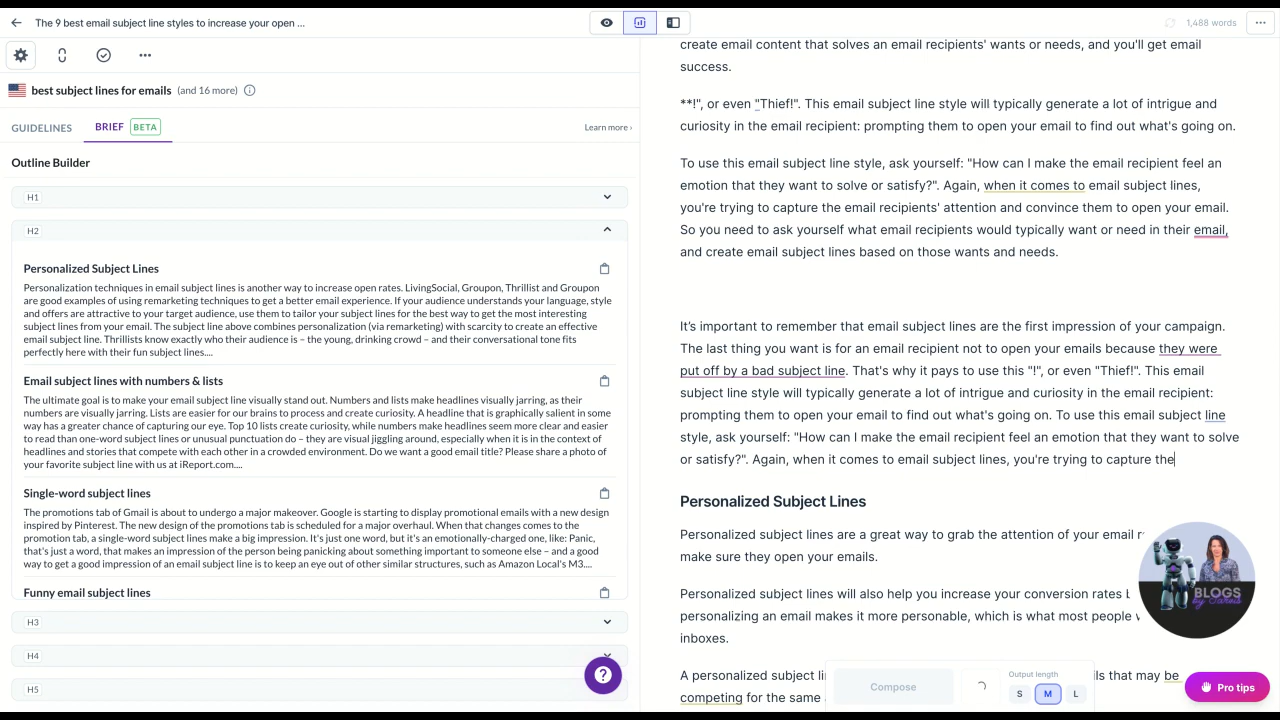 The 9 best email subject line styles to increase your open ...
1,488 words
best subject lines for emails (and 16 more)
GUIDELINES
BRIEF BETA
Learn more ›
Outline Builder
H1
H2
Personalized Subject Lines
Personalization techniques in email subject lines is another way to increase open rates. LivingSocial, Groupon, Thrillist and Groupon
are good examples of using remarketing techniques to get a better email experience. If your audience understands your language, style
and offers are attractive to your target audience, use them to tailor your subject lines for the best way to get the most interesting
subject lines from your email. The subject line above combines personalization (via remarketing) with scarcity to create an effective
email subject line. Thrillists know exactly who their audience is – the young, drinking crowd – and their conversational tone fits
perfectly here with their fun subject lines....
Email subject lines with numbers & lists
The ultimate goal is to make your email subject line visually stand out. Numbers and lists make headlines visually jarring, as their
numbers are visually jarring. Lists are easier for our brains to process and create curiosity. A headline that is graphically salient in some
way has a greater chance of capturing our eye. Top 10 lists create curiosity, while numbers make headlines seem more clear and easier
to read than one-word subject lines or unusual punctuation do – they are visual jiggling around, especially when it is in the context of
headlines and stories that compete with each other in a crowded environment. Do we want a good email title? Please share a photo of
your favorite subject line with us at iReport.com....
Single-word subject lines
The promotions tab of Gmail is about to undergo a major makeover. Google is starting to display promotional emails with a new design
inspired by Pinterest. The new design of the promotions tab is scheduled for a major overhaul. When that changes comes to the
promotion tab, a single-word subject lines make a big impression. It's just one word, but it's an emotionally-charged one, like: Panic,
that's just a word, that makes an impression of the person being panicking about something important to someone else – and a good
way to get a good impression of an email subject line is to keep an eye out of other similar structures, such as Amazon Local's M3....
Funny email subject lines
H3
H4
H5
create email content that solves an email recipients' wants or needs, and you'll get email
success.
**!", or even "Thief!". This email subject line style will typically generate a lot of intrigue and
curiosity in the email recipient: prompting them to open your email to find out what's going on.
To use this email subject line style, ask yourself: "How can I make the email recipient feel an
emotion that they want to solve or satisfy?". Again, when it comes to email subject lines,
you're trying to capture the email recipients' attention and convince them to open your email.
So you need to ask yourself what email recipients would typically want or need in their email,
and create email subject lines based on those wants and needs.
It's important to remember that email subject lines are the first impression of your campaign.
The last thing you want is for an email recipient not to open your emails because they were
put off by a bad subject line. That's why it pays to use this "!", or even "Thief!". This email
subject line style will typically generate a lot of intrigue and curiosity in the email recipient:
prompting them to open your email to find out what's going on. To use this email subject line
style, ask yourself: "How can I make the email recipient feel an emotion that they want to solve
or satisfy?". Again, when it comes to email subject lines, you're trying to capture the
Personalized Subject Lines
Personalized subject lines are a great way to grab the attention of your email
make sure they open your emails.
Personalized subject lines will also help you increase your conversion rates
personalizing an email makes it more personable, which is what most people
inboxes.
A personalized subject
that may be
competing for the same
Compose
Output length
S M L
BLOGS
by Jarvis
Pro tips